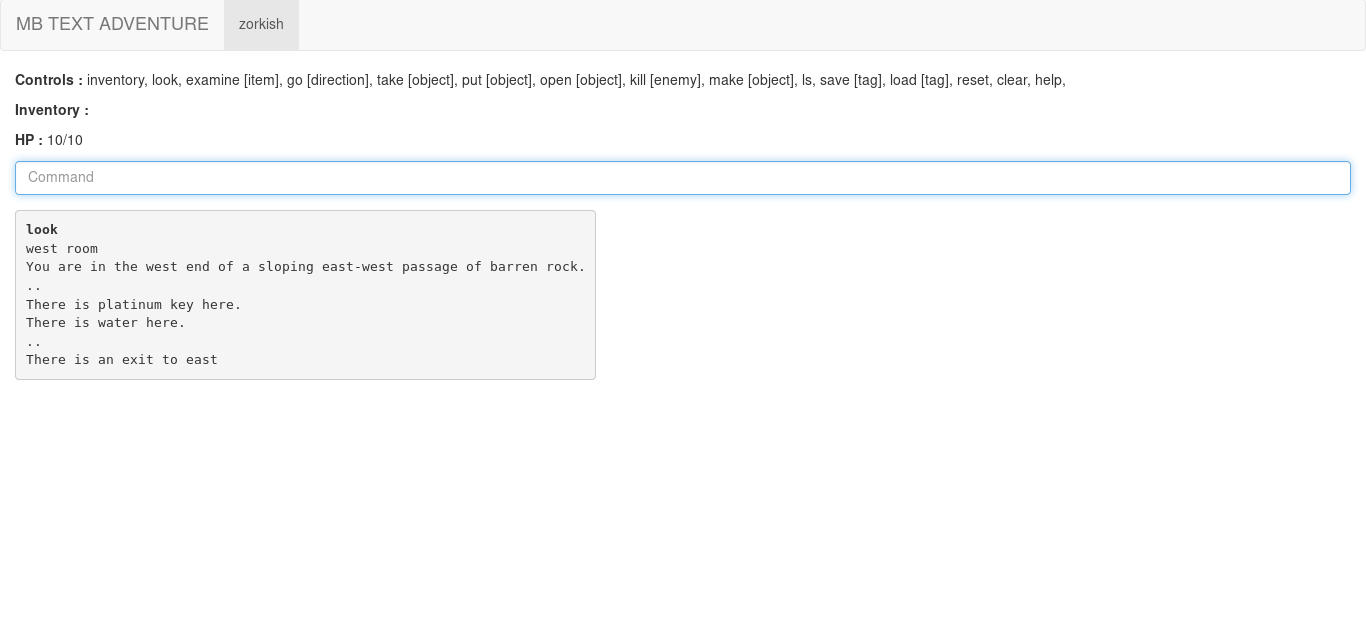 MB TEXT ADVENTURE zorkish
Controls : inventory, look, examine [item], go [direction], take [object], put [object], open [object], kill [enemy], make [object], ls, save [tag], load [tag], reset, clear, help,
Inventory :
HP : 10/10
Command
look
west room
You are in the west end of a sloping east-west passage of barren rock.
..
There is platinum key here.
There is water here.
..
There is an exit to east